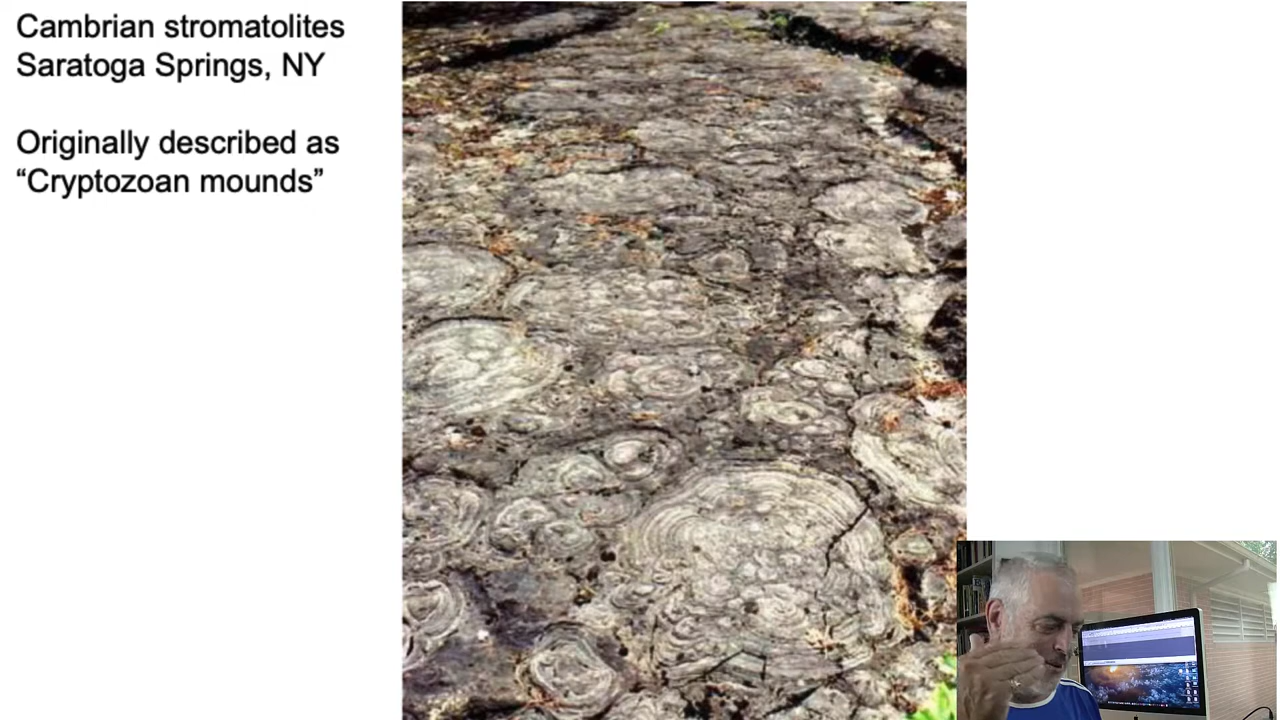 Cambrian stromatolites
Saratoga Springs, NY
Originally described as
“Cryptozoan mounds”